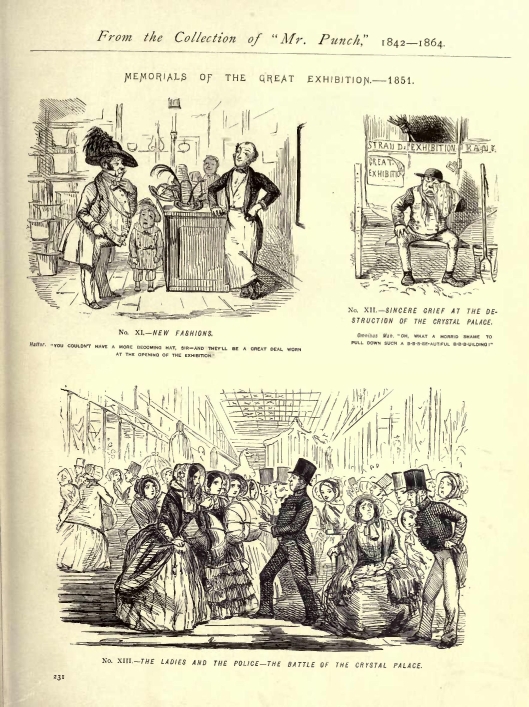 From the Collection of "Mr. Punch," 1842—1864.
MEMORIALS OF THE GREAT EXHIBITION.—1851.
STRAND EXHIBITION
GREAT
EXHIBITIO
No. XI.—NEW FASHIONS.
Hatter. "YOU COULDN'T HAVE A MORE BECOMING HAT, SIR—AND THEY'LL BE A GREAT DEAL WORN
AT THE OPENING OF THE EXHIBITION."
No. XII.—SINCERE GRIEF AT THE DE-
STRUCTION OF THE CRYSTAL PALACE.
Omnibus Man. "OH, WHAT A HORRID SHAME TO
PULL DOWN SUCH A B-B-B-BE-AUTIFUL B-B-B-UILDING!"
No. XIII.—THE LADIES AND THE POLICE—THE BATTLE OF THE CRYSTAL PALACE.
231